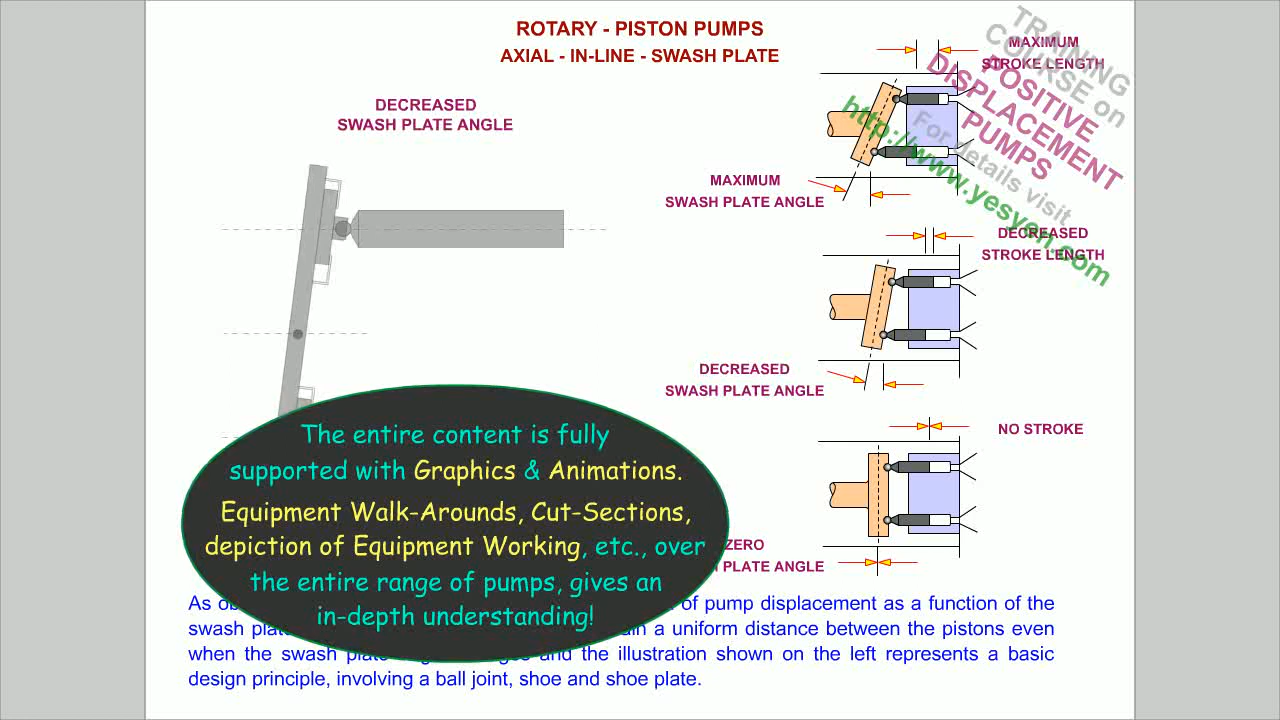 ROTARY - PISTON PUMPS
AXIAL - IN-LINE - SWASH PLATE
DECREASED
SWASH PLATE ANGLE
MAXIMUM
STROKE LENGTH
MAXIMUM
SWASH PLATE ANGLE
DECREASED
STROKE LENGTH
DECREASED
SWASH PLATE ANGLE
NO STROKE
ZERO
PLATE ANGLE
TRAINING
COURSE on
POSITIVE
DISPLACEMENT
PUMPS
For details visit
http://www.yesyen.com
The entire content is fully
supported with Graphics & Animations.
Equipment Walk-Arounds, Cut-Sections,
depiction of Equipment Working, etc., over
the entire range of pumps, gives an
in-depth understanding!
As of pump displacement as a function of the
swash a uniform distance between the pistons even
when the swash and the illustration shown on the left represents a basic
design principle, involving a ball joint, shoe and shoe plate.